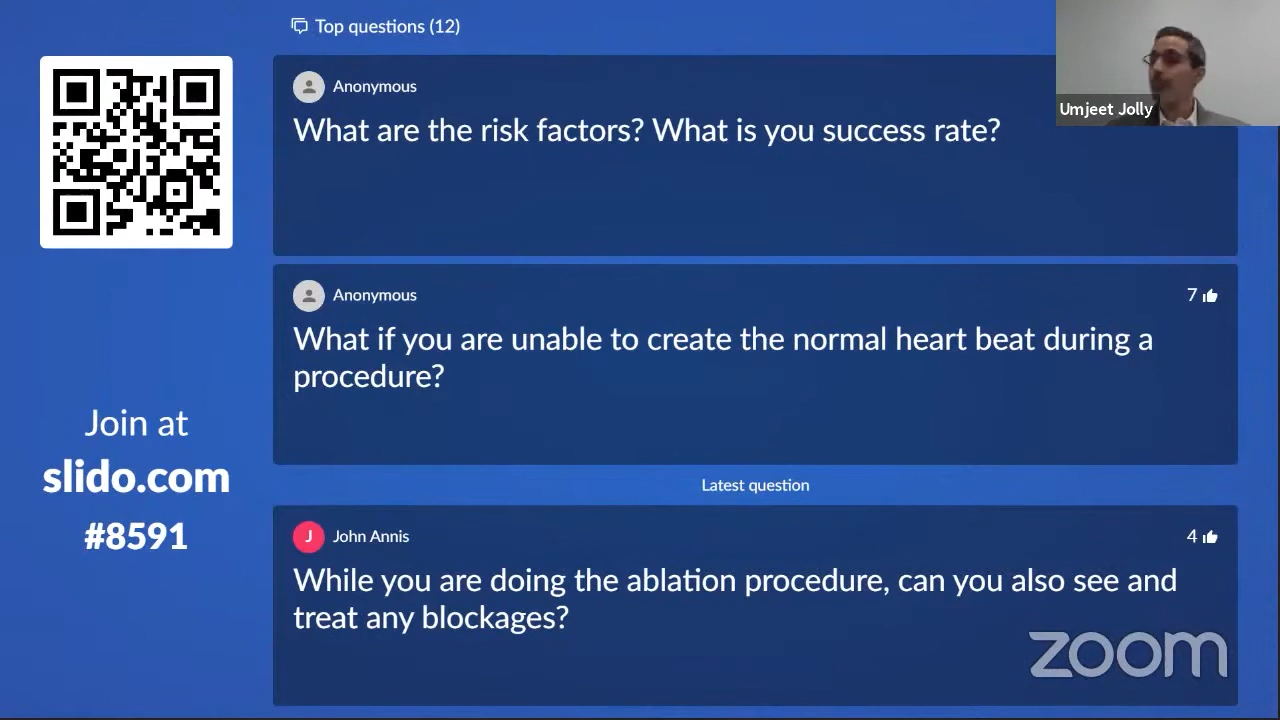 Top questions (12)
Anonymous
What are the risk factors? What is you success rate?
Umjeet Jolly
Anonymous
7
What if you are unable to create the normal heart beat during a
procedure?
Join at
slido.com
#8591
Latest question
J
John Annis
4
While you are doing the ablation procedure, can you also see and
treat any blockages?
zoom